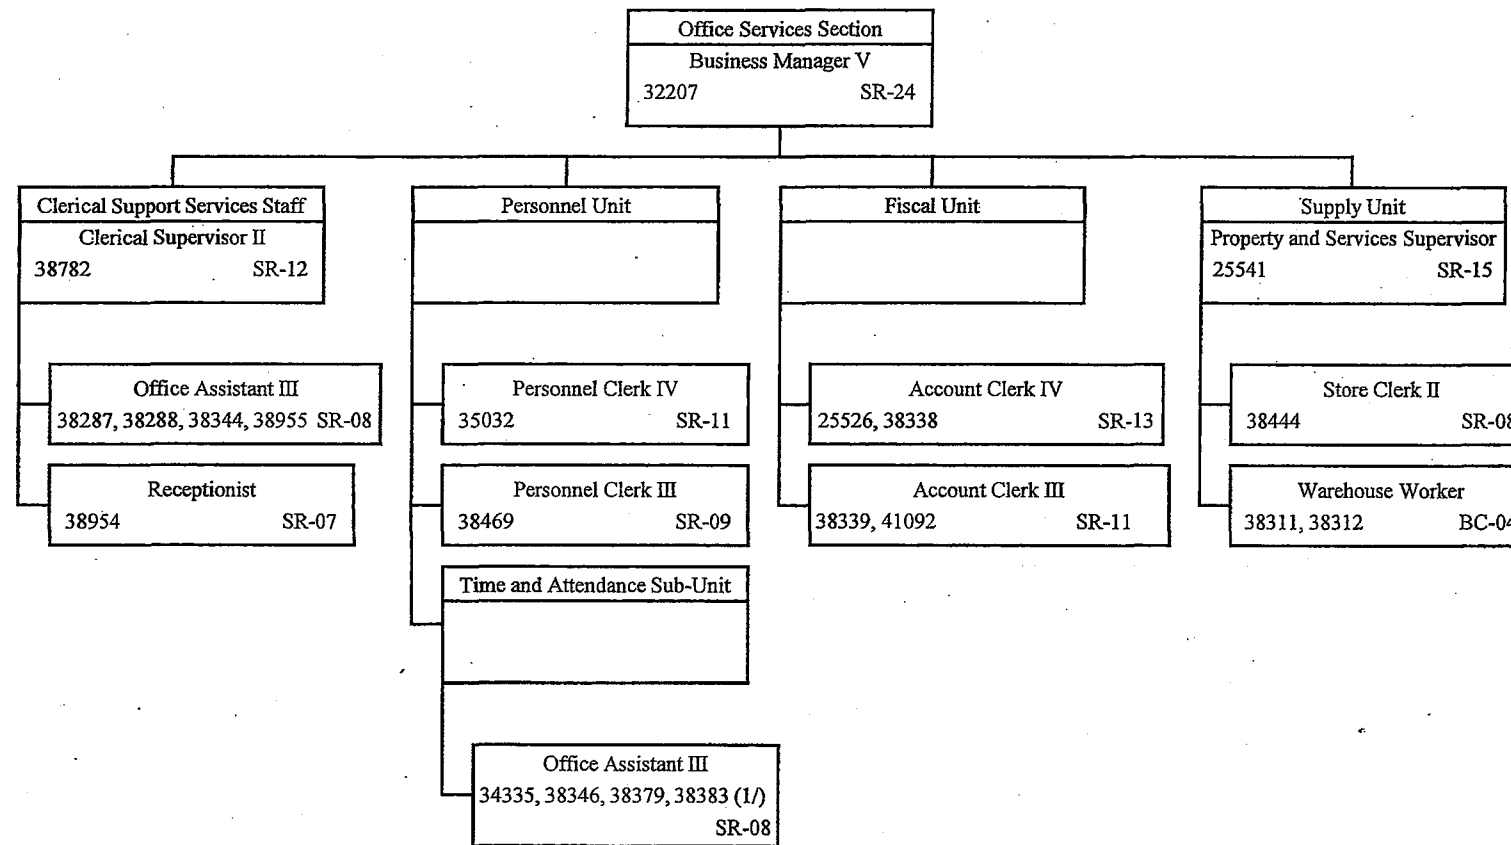 Office Services Section
Business Manager V
32207 SR-24
Clerical Support Services Staff
Clerical Supervisor II
38782 SR-12
Office Assistant III
38287, 38288, 38344, 38955 SR-08
Receptionist
38954 SR-07
Personnel Unit
Personnel Clerk IV
35032 SR-11
Personnel Clerk III
38469 SR-09
Time and Attendance Sub-Unit
Office Assistant III
34335, 38346, 38379, 38383 (1/)
SR-08
Fiscal Unit
Account Clerk IV
25526, 38338 SR-13
Account Clerk III
38339, 41092 SR-11
Supply Unit
Property and Services Supervisor
25541 SR-15
Store Clerk II
38444 SR-08
Warehouse Worker
38311, 38312 BC-04